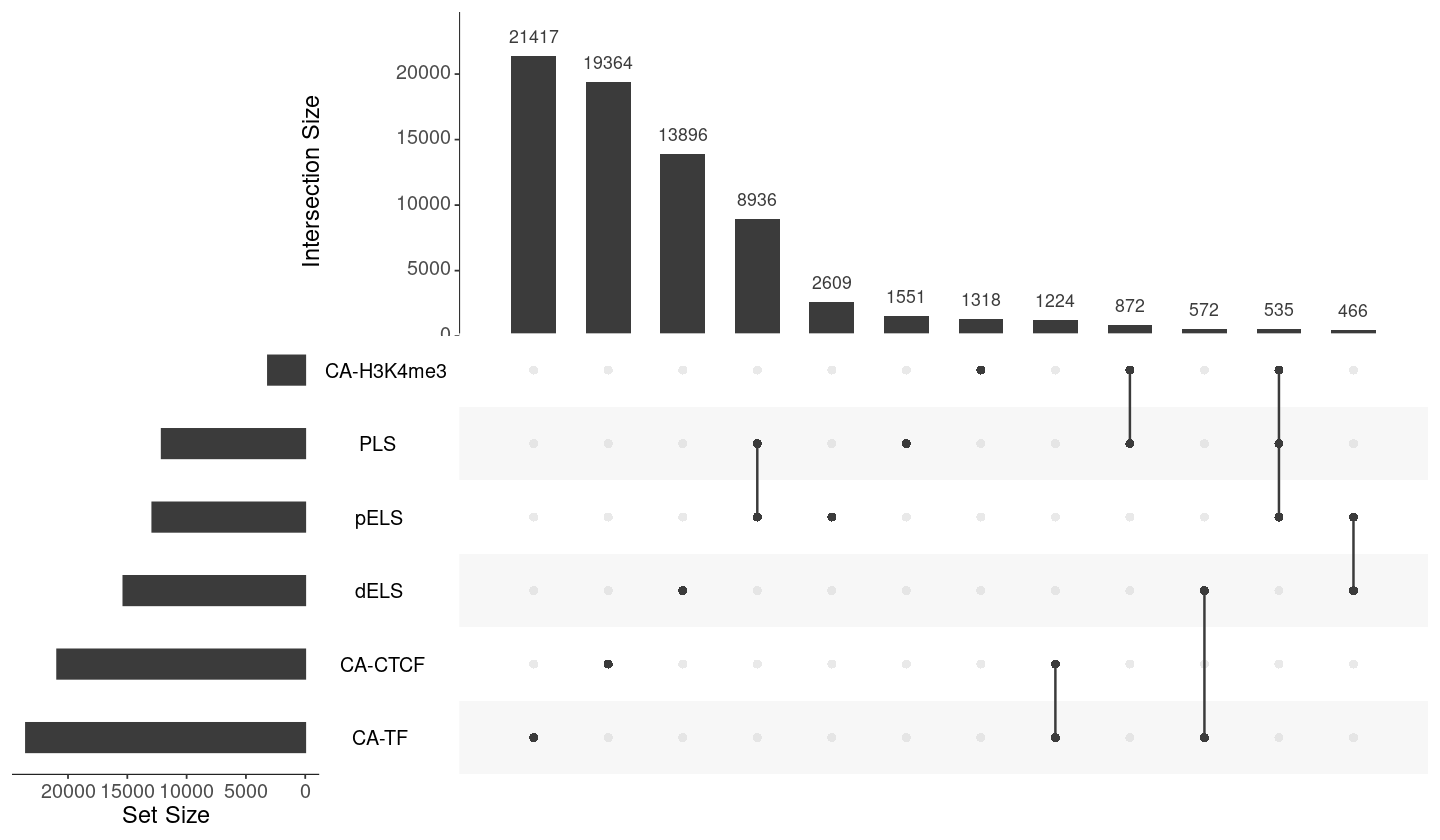 21417
19364
13896
8936
2609
1551
1318
1224
872
572
535
466
Intersection Size
20000
15000
10000
5000
0
CA-H3K4me3
PLS
pELS
dELS
CA-CTCF
CA-TF
20000 15000 10000 5000 0
Set Size